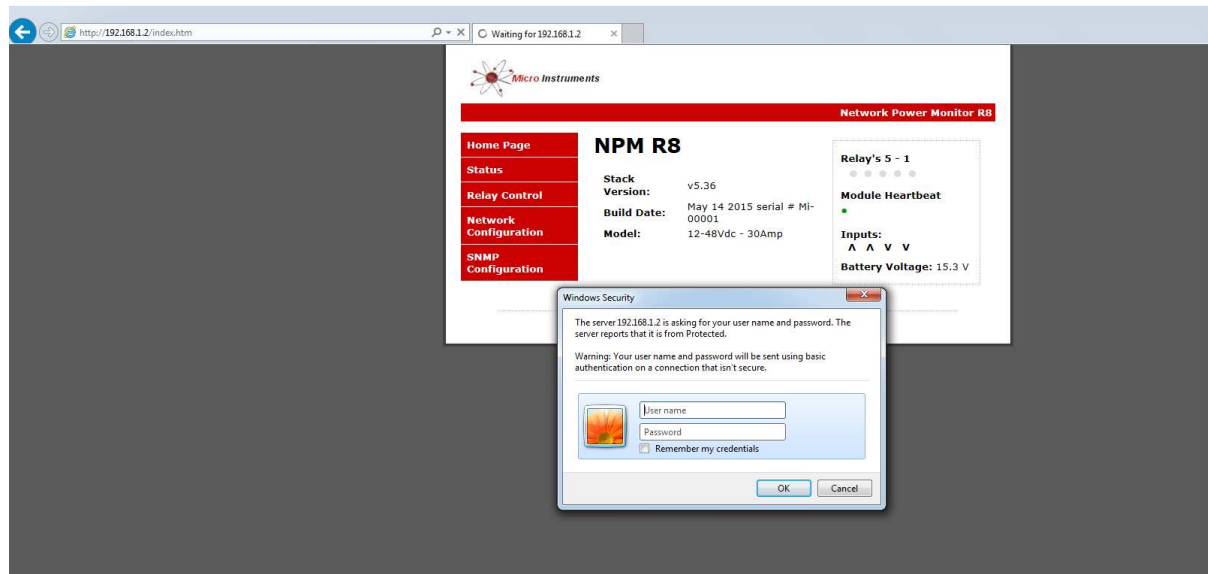 http://192.168.1.2/index.htm
Waiting for 192.168.1.2
Micro Instruments
Network Power Monitor R8
Home Page
Status
Relay Control
Network
Configuration
SNMP
Configuration
NPM R8
Stack
Version:
v5.36
Build Date:
May 14 2015 serial # Mi-
00001
Model:
12-48Vdc - 30Amp
Relay's 5 - 1
Module Heartbeat
Inputs:
Λ Λ V V
Battery Voltage: 15.3 V
Windows Security
The server 192.168.1.2 is asking for your user name and password. The
server reports that it is from Protected.
Warning: Your user name and password will be sent using basic
authentication on a connection that isn't secure.
User name
Password
Remember my credentials
OK
Cancel